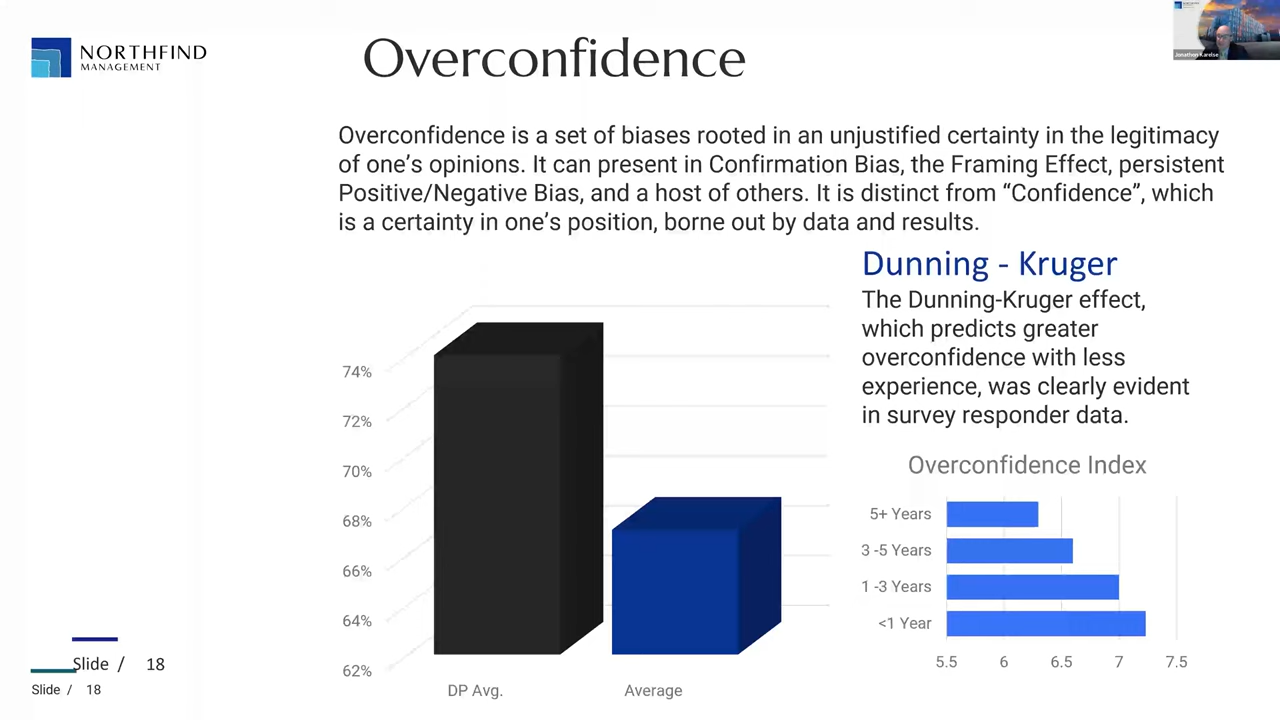 NORTHFIND
MANAGEMENT
Overconfidence
Jonathon Karelse
Overconfidence is a set of biases rooted in an unjustified certainty in the legitimacy
of one’s opinions. It can present in Confirmation Bias, the Framing Effect, persistent
Positive/Negative Bias, and a host of others. It is distinct from “Confidence”, which
is a certainty in one’s position, borne out by data and results.
Dunning - Kruger
The Dunning-Kruger effect,
which predicts greater
overconfidence with less
experience, was clearly evident
in survey responder data.
74%
72%
70%
68%
66%
64%
62%
DP Avg.
Average
Overconfidence Index
5+ Years
3 -5 Years
1 -3 Years
<1 Year
5.5 6 6.5 7 7.5
Slide / 18
Slide / 18